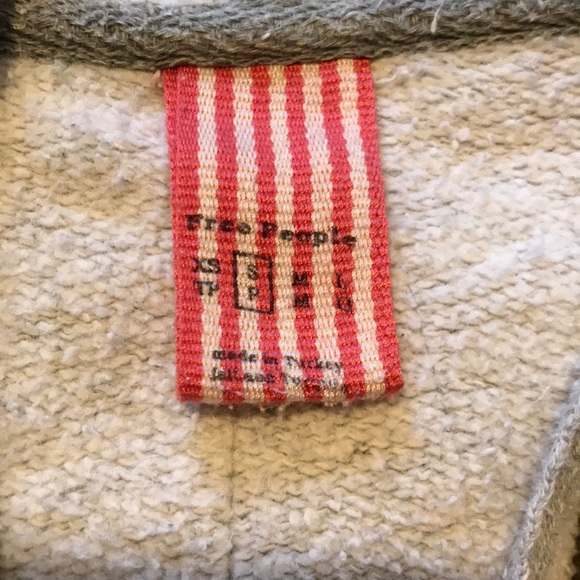 Free People
XS S M L
TP P M G
made in Turkey